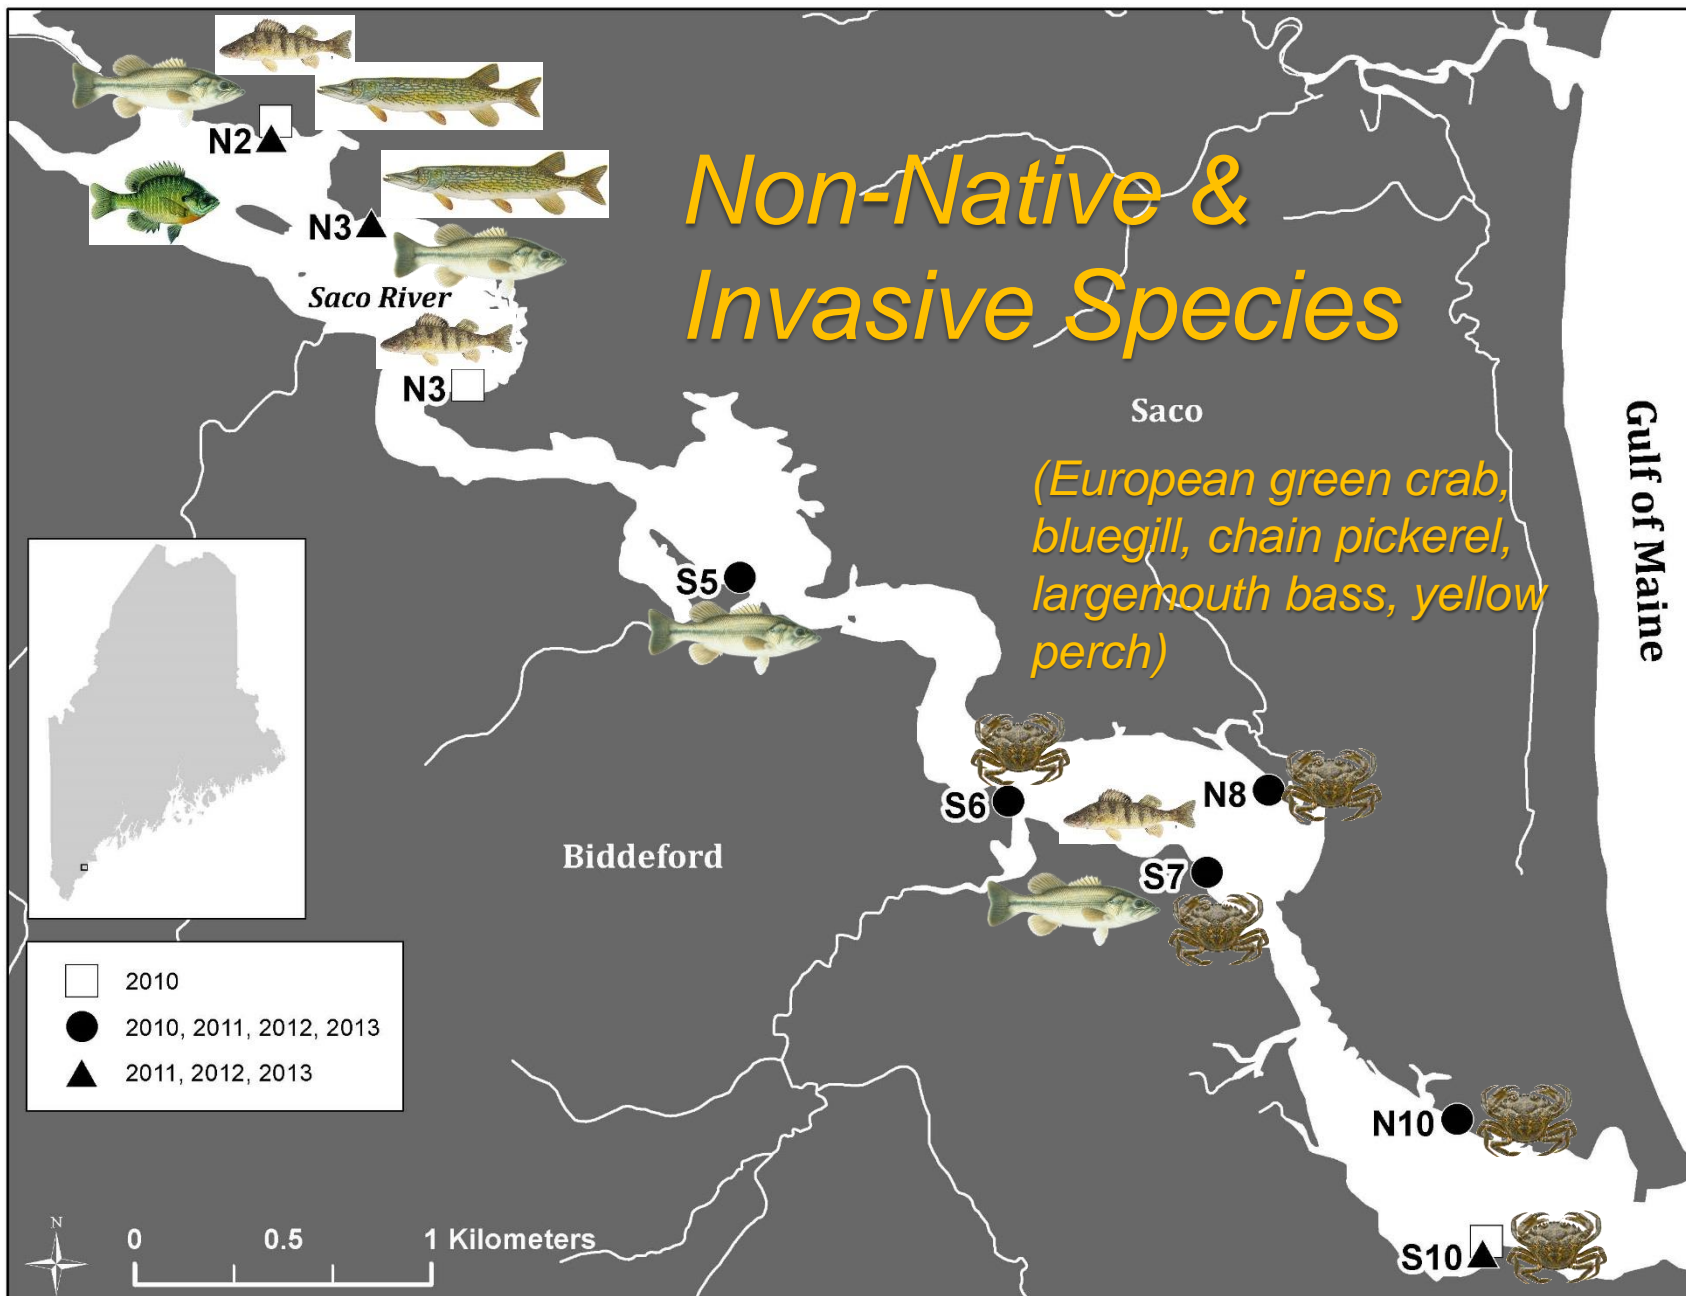 N2
Non-Native &
Invasive Species
N3
Saco River
N3
Saco
Gulf of Maine
(European green crab,
bluegill, chain pickerel,
largemouth bass, yellow
perch)
S5
S6
N8
Biddeford
S7
2010
2010, 2011, 2012, 2013
2011, 2012, 2013
N10
N
0 0.5 1 Kilometers
S10